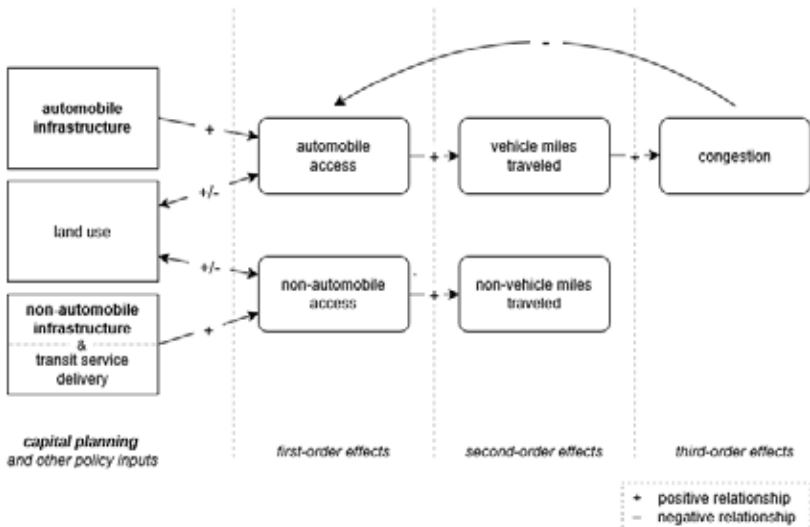 -
automobile
infrastructure
+
automobile
access
+
vehicle miles
traveled
+
congestion
+/-
land use
+/-
non-automobile
access
+
non-vehicle miles
traveled
non-automobile
infrastructure
&
transit service
delivery
+
capital planning
and other policy inputs
first-order effects
second-order effects
third-order effects
+ positive relationship
– negative relationship